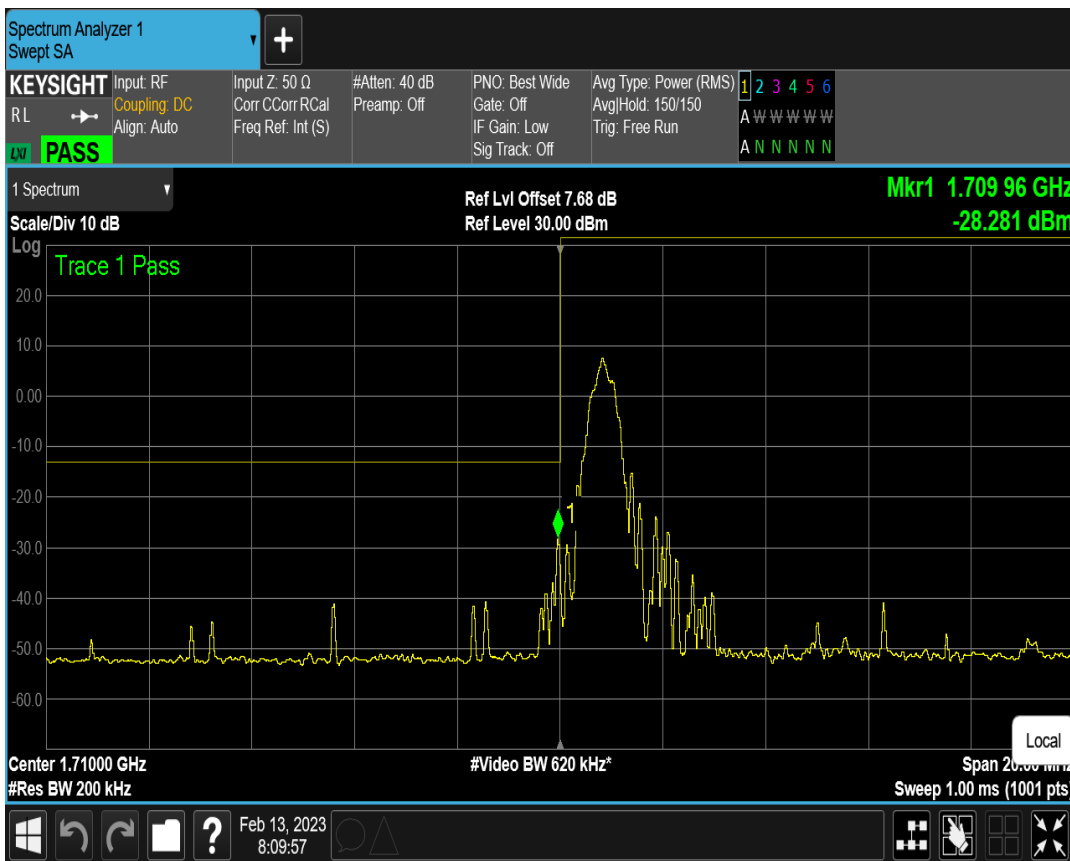 Spectrum Analyzer 1
Swept SA
KEYSIGHT
R L
LXI
PASS
Input: RF
Coupling: DC
Align: Auto
Input Z: 50 Ω
Corr CCorr RCal
Freq Ref: Int (S)
#Atten: 40 dB
Preamp: Off
PNO: Best Wide
Gate: Off
IF Gain: Low
Sig Track: Off
Avg Type: Power (RMS)
Avg|Hold: 150/150
Trig: Free Run
1 2 3 4 5 6
A W W W W W
A N N N N N
1 Spectrum
Scale/Div 10 dB
Ref Lvl Offset 7.68 dB
Ref Level 30.00 dBm
Mkr1 1.709 96 GHz
-28.281 dBm
Log
Trace 1 Pass
20.0
10.0
0.00
-10.0
-20.0
-30.0
-40.0
-50.0
-60.0
1
Local
Center 1.71000 GHz
#Video BW 620 kHz*
Span 20.00 MHz
#Res BW 200 kHz
Sweep 1.00 ms (1001 pts)
?
Feb 13, 2023
8:09:57